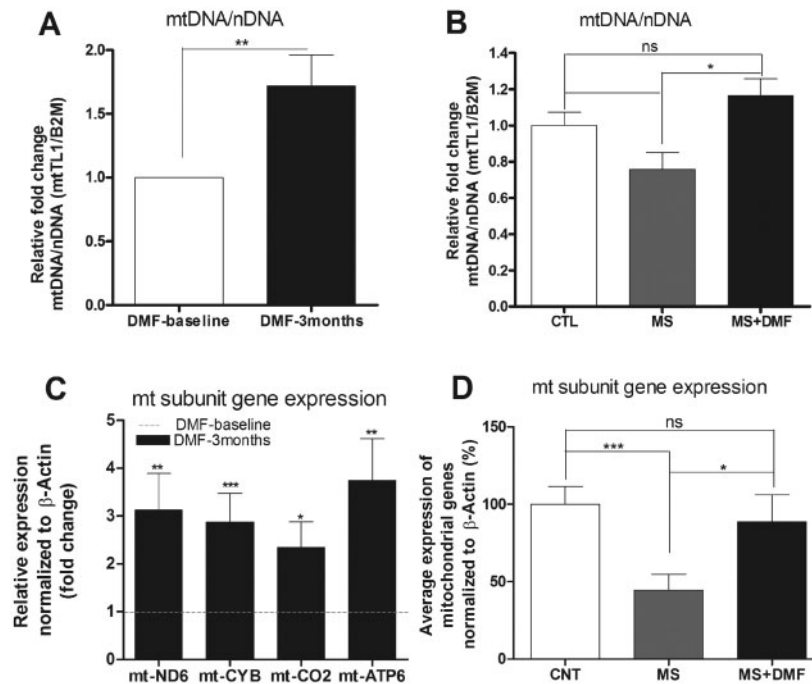 A
mtDNA/nDNA
Relative fold change
mtDNA/nDNA (mtTL1/B2M)
2.0
1.5
1.0
0.5
0.0
**
DMF-baseline
DMF-3months
B
mtDNA/nDNA
Relative fold change
mtDNA/nDNA (mtTL1/B2M)
1.4
1.2
1.0
0.8
0.6
0.4
0.2
0.0
ns
*
CTL
MS
MS+DMF
C
mt subunit gene expression
Relative expression
normalized to β-Actin
(fold change)
5
4
3
2
1
0
DMF-baseline
DMF-3months
**
***
*
**
mt-ND6
mt-CYB
mt-CO2
mt-ATP6
D
mt subunit gene expression
Average expression of
mitochondrial genes
normalized to β-Actin (%)
150
100
50
0
ns
***
*
CNT
MS
MS+DMF